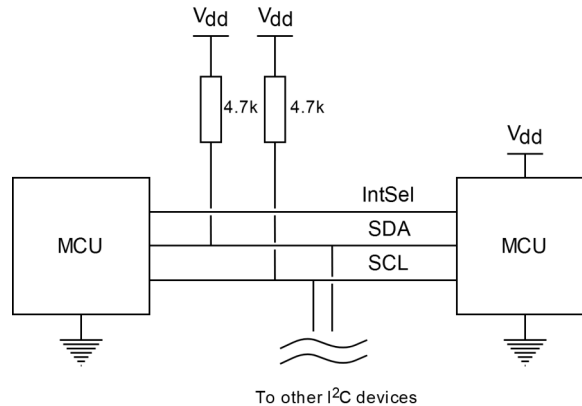 Vdd Vdd
4.7k 4.7k
Vdd
IntSel
MCU SDA MCU
SCL
To other I²C devices